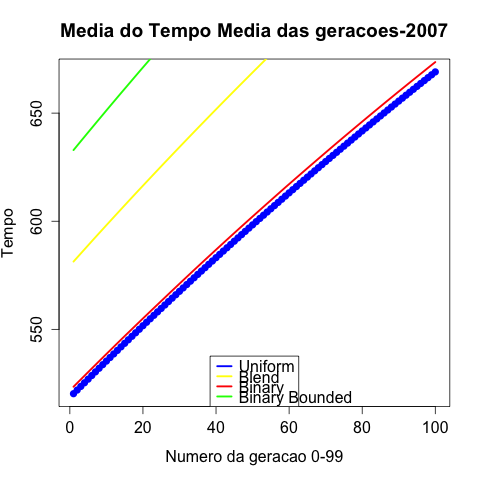 Media do Tempo Media das geracoes-2007
Tempo
650
600
550
Uniform
Blend
Binary
Binary Bounded
0 20 40 60 80 100
Numero da geracao 0-99